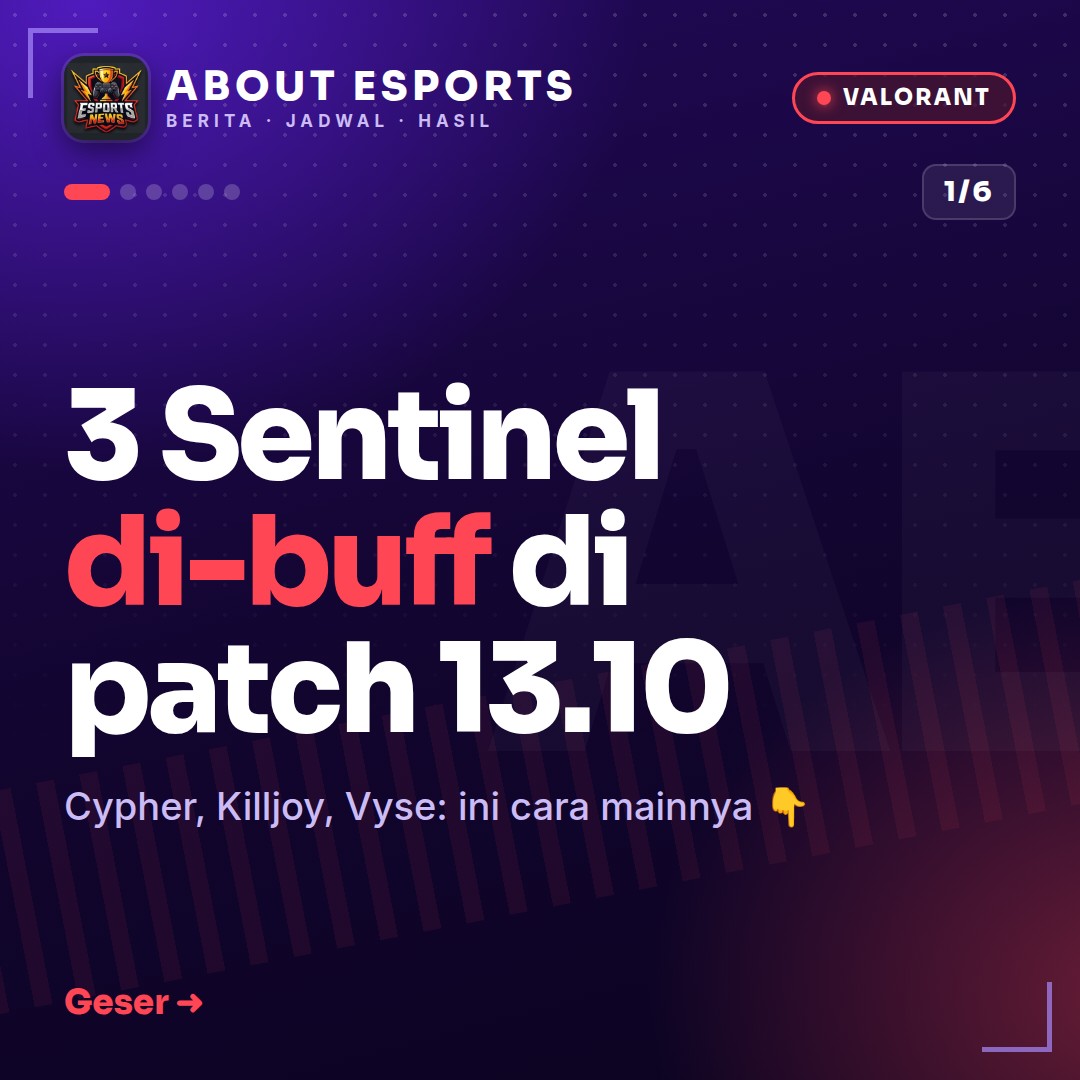 ESPORTS
NEWS
ABOUT ESPORTS
BERITA · JADWAL · HASIL
VALORANT
1/6
3 Sentinel
di-buff di
patch 13.10
Cypher, Killjoy, Vyse: ini cara mainnya 👇
Geser ➜
AE